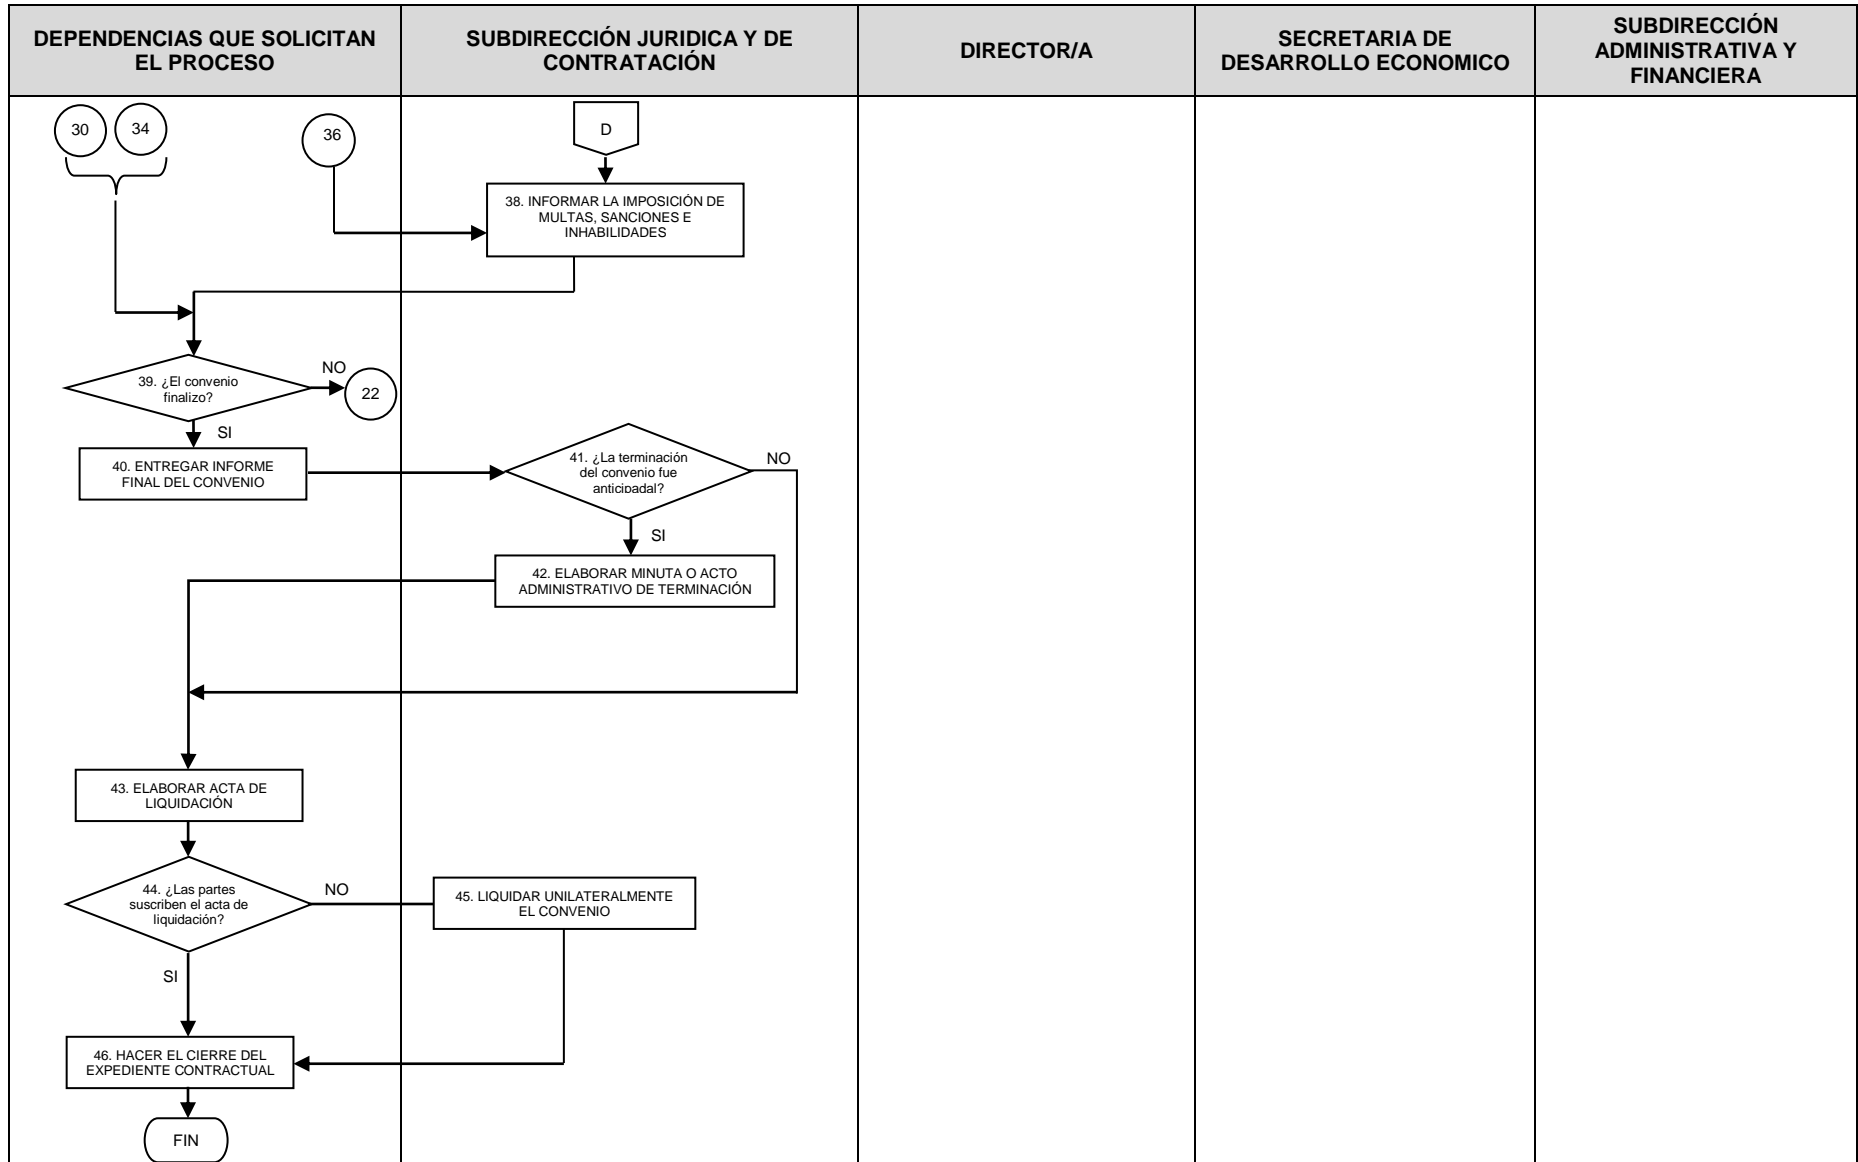 DEPENDENCIAS QUE SOLICITAN
EL PROCESO
SUBDIRECCIÓN JURIDICA Y DE
CONTRATACIÓN
DIRECTOR/A
SECRETARIA DE
DESARROLLO ECONOMICO
SUBDIRECCIÓN
ADMINISTRATIVA Y
FINANCIERA
30
34
36
D
38. INFORMAR LA IMPOSICIÓN DE
MULTAS, SANCIONES E
INHABILIDADES
39. ¿El convenio
finalizo?
NO
22
SI
40. ENTREGAR INFORME
FINAL DEL CONVENIO
41. ¿La terminación
del convenio fue
anticipadal?
NO
SI
42. ELABORAR MINUTA O ACTO
ADMINISTRATIVO DE TERMINACIÓN
43. ELABORAR ACTA DE
LIQUIDACIÓN
44. ¿Las partes
suscriben el acta de
liquidación?
NO
45. LIQUIDAR UNILATERALMENTE
EL CONVENIO
SI
46. HACER EL CIERRE DEL
EXPEDIENTE CONTRACTUAL
FIN